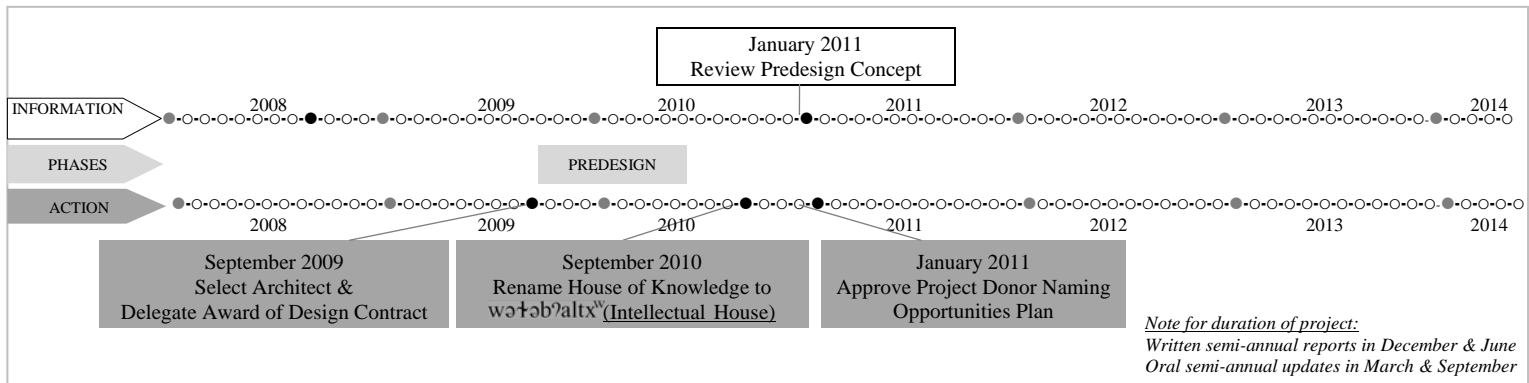 January 2011
Review Predesign Concept
INFORMATION
2008 2009 2010 2011 2012 2013 2014
PHASES
PREDESIGN
ACTION
2008 2009 2010 2011 2012 2013 2014
September 2009
Select Architect &
Delegate Award of Design Contract
September 2010
Rename House of Knowledge to
wəɬəbʔaltxʷ (Intellectual House)
January 2011
Approve Project Donor Naming
Opportunities Plan
Note for duration of project:
Written semi-annual reports in December & June
Oral semi-annual updates in March & September